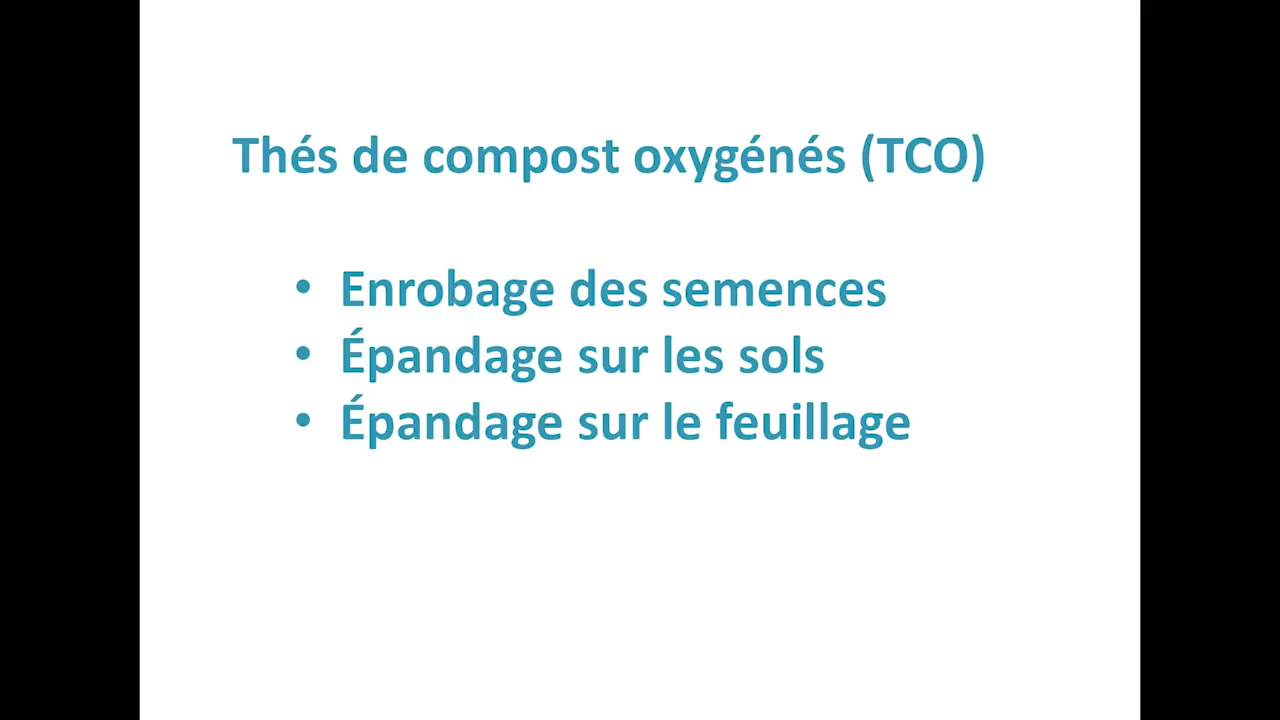 Thés de compost oxygénés (TCO)
• Enrobage des semences
• Épandage sur les sols
• Épandage sur le feuillage